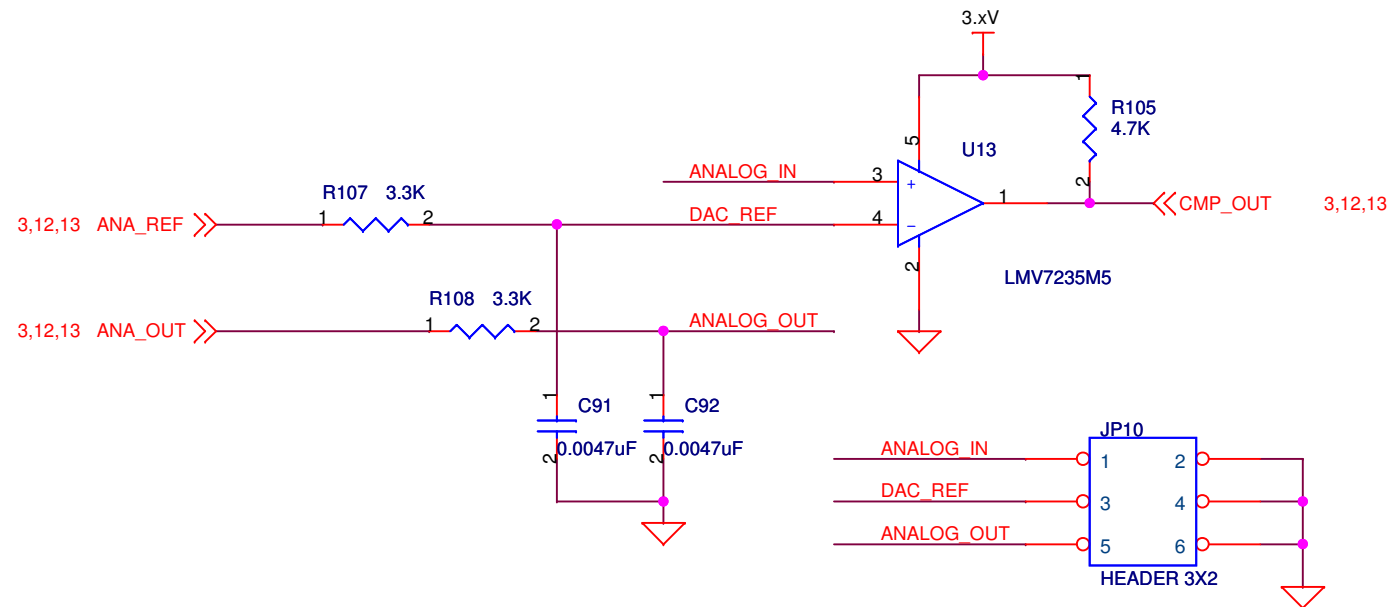 3.xV
1
R105
4.7K
5
U13
ANALOG_IN
3
+
2
1
R107 3.3K
3,12,13 ANA_REF
1
2
DAC_REF
4
-
CMP_OUT 3,12,13
2
LMV7235M5
R108 3.3K
3,12,13 ANA_OUT
1
2
ANALOG_OUT
1
C91
1
C92
0.0047uF
0.0047uF
2
2
JP10
ANALOG_IN
1
2
DAC_REF
3
4
ANALOG_OUT
5
6
HEADER 3X2